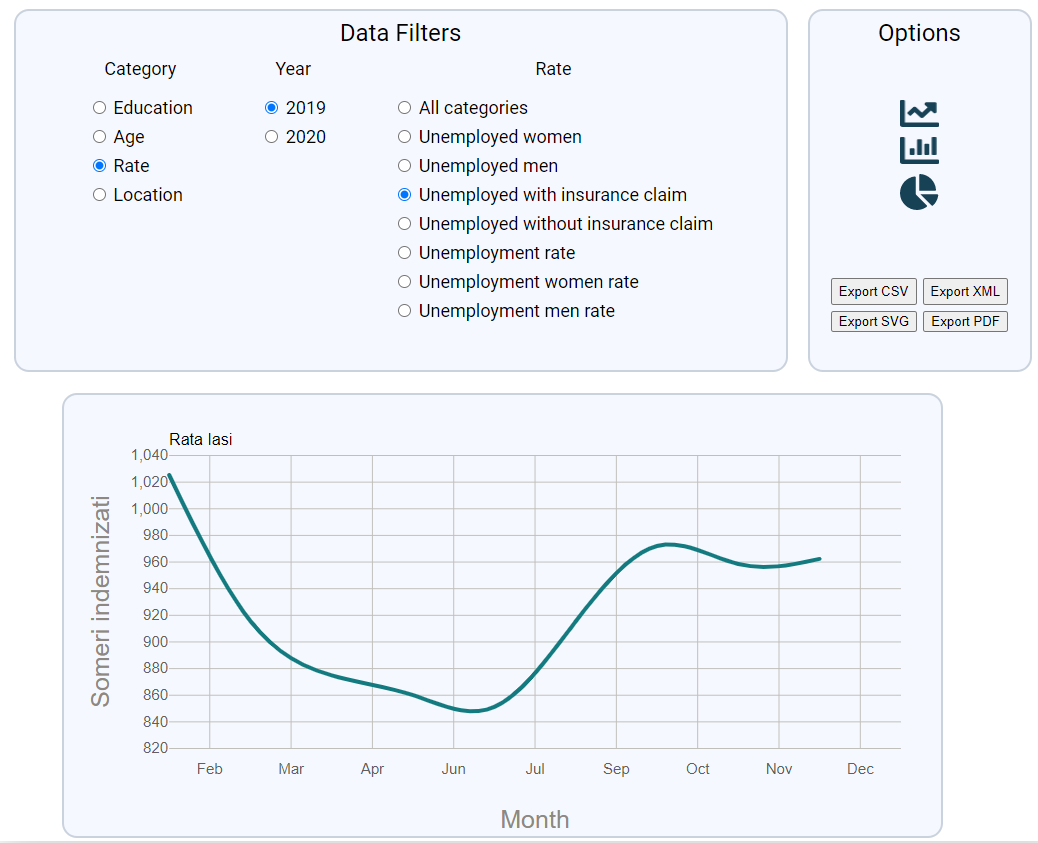 Data Filters
Category
Education
Age
Rate
Location
Year
2019
2020
Rate
All categories
Unemployed women
Unemployed men
Unemployed with insurance claim
Unemployed without insurance claim
Unemployment rate
Unemployment women rate
Unemployment men rate
Options
Export CSV Export XML
Export SVG Export PDF
Rata Iasi
Someri indemnizati
1,040
1,020
1,000
980
960
940
920
900
880
860
840
820
Feb Mar Apr Jun Jul Sep Oct Nov Dec
Month